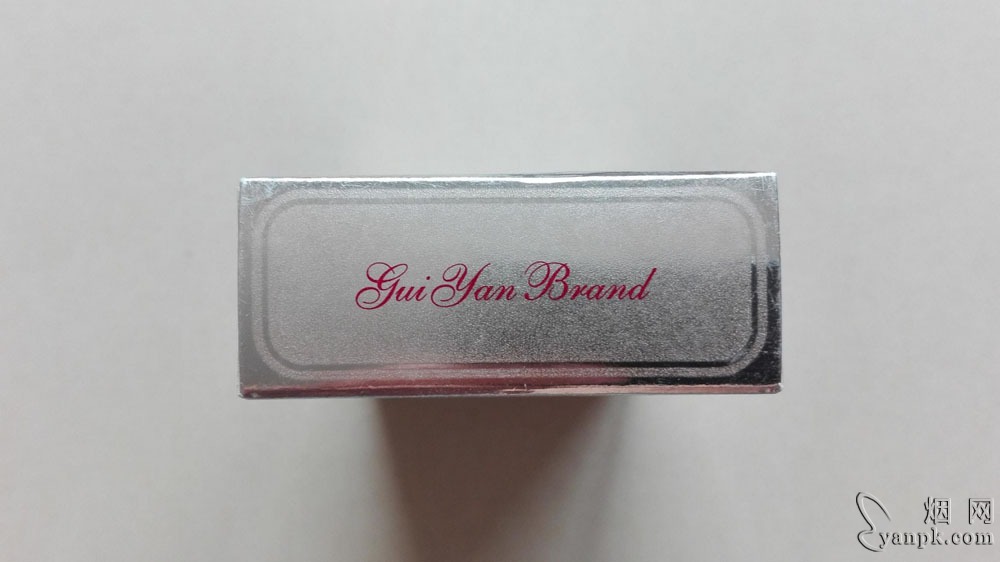 Gui Yan Brand
烟网
yanpk.com